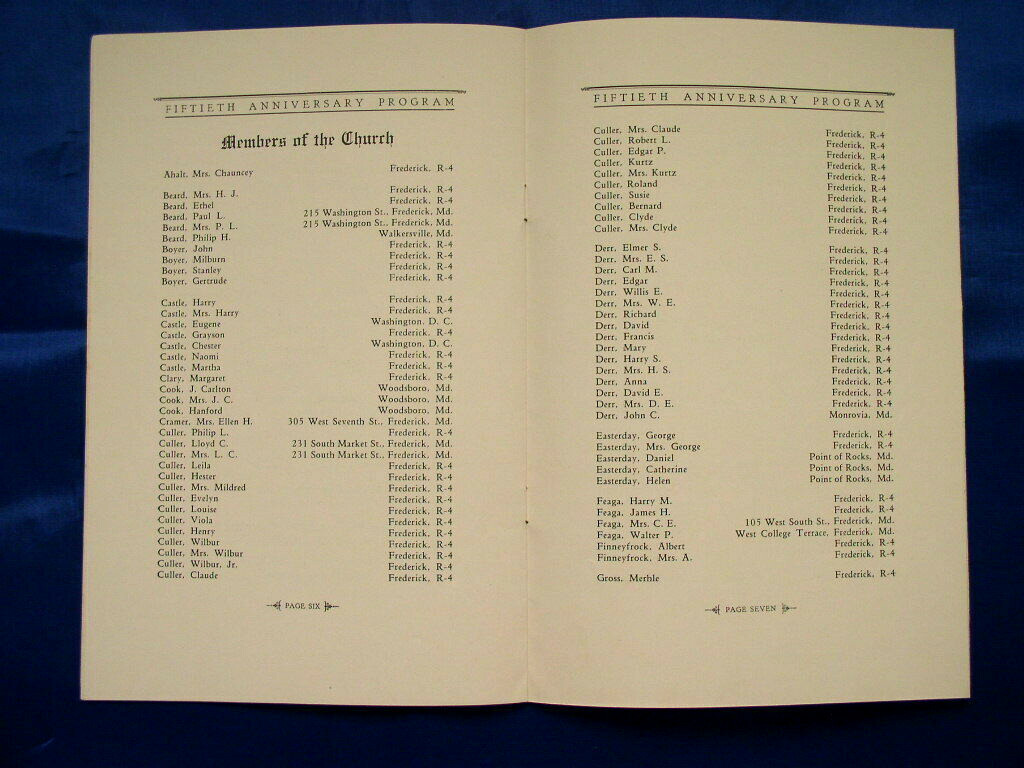 FIFTIETH ANNIVERSARY PROGRAM
Members of the Church
Ahalt, Mrs. Chauncey Frederick, R-4
Beard, Mrs. H. J. Frederick, R-4
Beard, Ethel Frederick, R-4
Beard, Paul L. 215 Washington St., Frederick, Md.
Beard, Mrs. P. L. 215 Washington St., Frederick, Md.
Beard, Philip H. Walkersville, Md.
Boyer, John Frederick, R-4
Boyer, Milburn Frederick, R-4
Boyer, Stanley Frederick, R-4
Boyer, Gertrude Frederick, R-4
Castle, Harry Frederick, R-4
Castle, Mrs. Harry Frederick, R-4
Castle, Eugene Washington, D. C.
Castle, Grayson Frederick, R-4
Castle, Chester Washington, D. C.
Castle, Naomi Frederick, R-4
Castle, Martha Frederick, R-4
Clary, Margaret Frederick, R-4
Cook, J. Carlton Woodsboro, Md.
Cook, Mrs. J. C. Woodsboro, Md.
Cook, Hanford Woodsboro, Md.
Cramer, Mrs. Ellen H. 305 West Seventh St., Frederick, Md.
Culler, Philip L. Frederick, R-4
Culler, Lloyd C. 231 South Market St., Frederick, Md.
Culler, Mrs. L. C. 231 South Market St., Frederick, Md.
Culler, Leila Frederick, R-4
Culler, Hester Frederick, R-4
Culler, Mrs. Mildred Frederick, R-4
Culler, Evelyn Frederick, R-4
Culler, Louise Frederick, R-4
Culler, Viola Frederick, R-4
Culler, Henry Frederick, R-4
Culler, Wilbur Frederick, R-4
Culler, Mrs. Wilbur Frederick, R-4
Culler, Wilbur, Jr. Frederick, R-4
Culler, Claude Frederick, R-4
PAGE SIX
FIFTIETH ANNIVERSARY PROGRAM
Culler, Mrs. Claude Frederick, R-4
Culler, Robert L. Frederick, R-4
Culler, Edgar P. Frederick, R-4
Culler, Kurtz Frederick, R-4
Culler, Mrs. Kurtz Frederick, R-4
Culler, Roland Frederick, R-4
Culler, Susie Frederick, R-4
Culler, Bernard Frederick, R-4
Culler, Clyde Frederick, R-4
Culler, Mrs. Clyde Frederick, R-4
Derr, Elmer S. Frederick, R-4
Derr, Mrs. E. S. Frederick, R-4
Derr, Carl M. Frederick, R-4
Derr, Edgar Frederick, R-4
Derr, Willis E. Frederick, R-4
Derr, Mrs. W. E. Frederick, R-4
Derr, Richard Frederick, R-4
Derr, David Frederick, R-4
Derr, Francis Frederick, R-4
Derr, Mary Frederick, R-4
Derr, Harry S. Frederick, R-4
Derr, Mrs. H. S. Frederick, R-4
Derr, Anna Frederick, R-4
Derr, David E. Frederick, R-4
Derr, Mrs. D. E. Frederick, R-4
Derr, John C. Monrovia, Md.
Easterday, George Frederick, R-4
Easterday, Mrs. George Frederick, R-4
Easterday, Daniel Point of Rocks, Md.
Easterday, Catherine Point of Rocks, Md.
Easterday, Helen Point of Rocks, Md.
Feaga, Harry M. Frederick, R-4
Feaga, James H. Frederick, R-4
Feaga, Mrs. C. E. 105 West South St., Frederick, Md.
Feaga, Walter P. West College Terrace, Frederick, Md.
Finneyfrock, Albert Frederick, R-4
Finneyfrock, Mrs. A. Frederick, R-4
Gross, Merhle Frederick, R-4
PAGE SEVEN